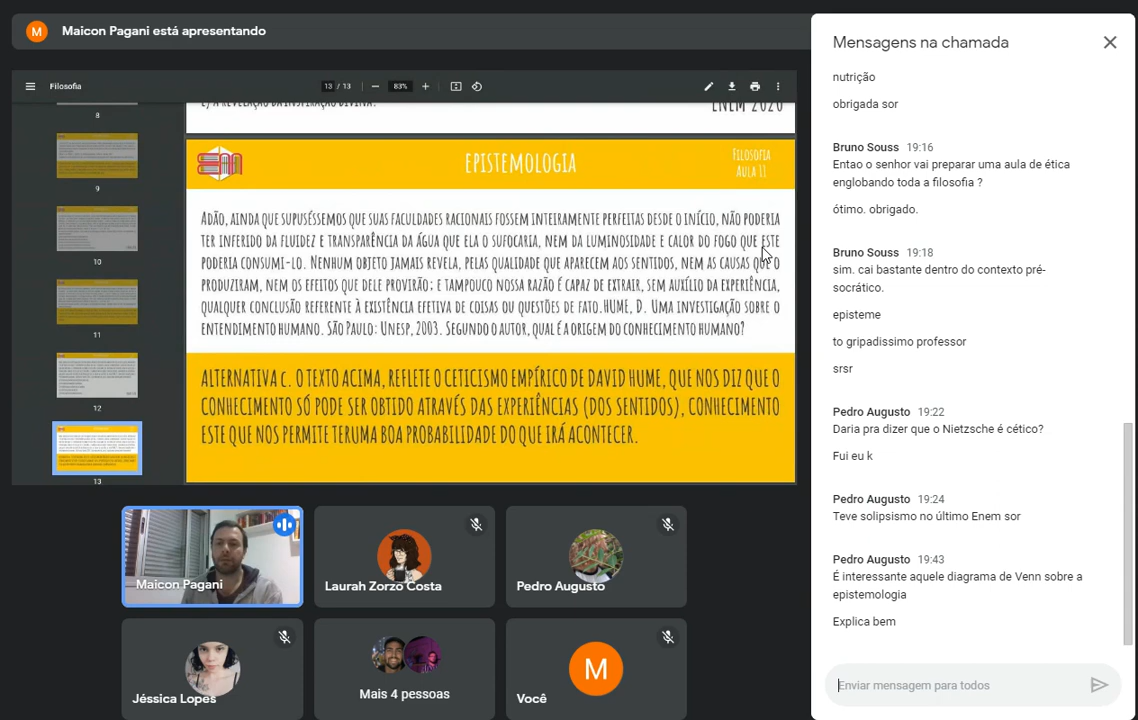 Maicon Pagani está apresentando
M
Filosofia
13 / 13
83%
8
9
10
11
12
13
E) A REVELAÇÃO DA INSPIRAÇÃO DIVINA.
ENEM 2020
EM
EPISTEMOLOGIA
FILOSOFIA
AULA 11
ADÃO, AINDA QUE SUPUSÉSSEMOS QUE SUAS FACULDADES RACIONAIS FOSSEM INTEIRAMENTE PERFEITAS DESDE O INÍCIO, NÃO PODERIA
TER INFERIDO DA FLUIDEZ E TRANSPARÊNCIA DA ÁGUA QUE ELA O SUFOCARIA, NEM DA LUMINOSIDADE E CALOR DO FOGO QUE ESTE
PODERIA CONSUMI-LO. NENHUM OBJETO JAMAIS REVELA, PELAS QUALIDADE QUE APARECEM AOS SENTIDOS, NEM AS CAUSAS QUE O
PRODUZIRAM, NEM OS EFEITOS QUE DELE PROVIRÃO; E TAMPOUCO NOSSA RAZÃO É CAPAZ DE EXTRAIR, SEM AUXÍLIO DA EXPERIÊNCIA,
QUALQUER CONCLUSÃO REFERENTE À EXISTÊNCIA EFETIVA DE COISAS OU QUESTÕES DE FATO.HUME, D. UMA INVESTIGAÇÃO SOBRE O
ENTENDIMENTO HUMANO. SÃO PAULO: UNESP, 2003. SEGUNDO O AUTOR, QUAL É A ORIGEM DO CONHECIMENTO HUMANO?
ALTERNATIVA c. O TEXTO ACIMA, REFLETE O CETICISMO EMPÍRICO DE DAVID HUME, QUE NOS DIZ QUE O
CONHECIMENTO SÓ PODE SER OBTIDO ATRAVÉS DAS EXPERIÊNCIAS (DOS SENTIDOS), CONHECIMENTO
ESTE QUE NOS PERMITE TERUMA BOA PROBABILIDADE DO QUE IRÁ ACONTECER.
Maicon Pagani
Laurah Zorzo Costa
Pedro Augusto
Jéssica Lopes
Mais 4 pessoas
M
Você
Mensagens na chamada
nutrição
obrigada sor
Bruno Souss 19:16
Entao o senhor vai preparar uma aula de ética
englobando toda a filosofia ?
ótimo. obrigado.
Bruno Souss 19:18
sim. cai bastante dentro do contexto pré-
socrático.
episteme
to gripadissimo professor
srsr
Pedro Augusto 19:22
Daria pra dizer que o Nietzsche é cético?
Fui eu k
Pedro Augusto 19:24
Teve solipsismo no último Enem sor
Pedro Augusto 19:43
É interessante aquele diagrama de Venn sobre a
epistemologia
Explica bem
Enviar mensagem para todos